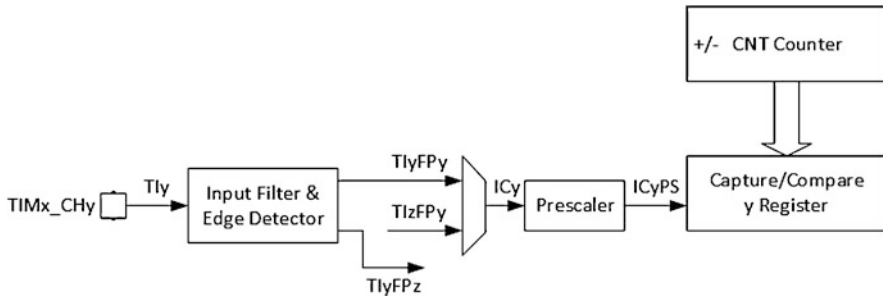 +/- CNT Counter
TIyFPy
TIy
ICy
ICyPS
TIMx_CHy
Input Filter &
Edge Detector
TIzFPy
Prescaler
Capture/Compare
y Register
TIyFPz